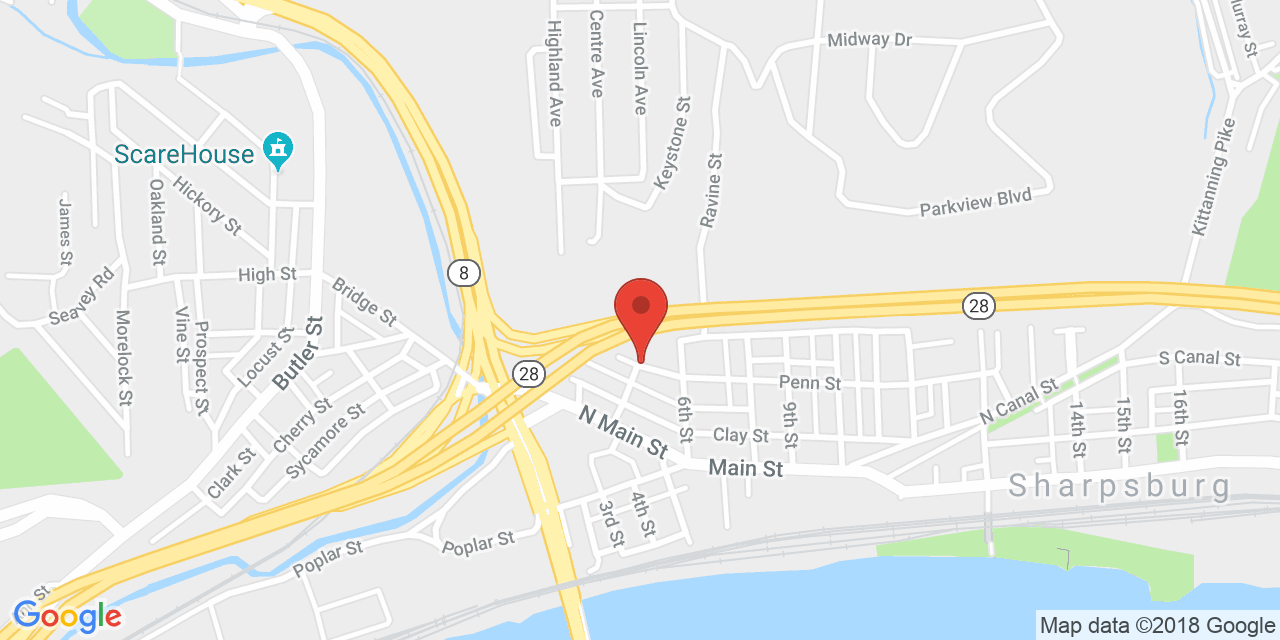 Murray St
Midway Dr
Highland Ave
Centre Ave
Lincoln Ave
Keystone St
Ravine St
Kittanning Pike
ScareHouse
Parkview Blvd
Hickory St
Oakland St
James St
High St
Seavey Rd
Bridge St
8
28
Morelock St
Vine St
Prospect St
Locust St
Butler St
28
Penn St
S Canal St
N Canal St
6th St
9th St
14th St
15th St
16th St
Cherry St
Sycamore St
Clark St
N Main St
Clay St
Main St
Sharpsburg
3rd St
4th St
Poplar St
Poplar St
St
Google
Map data ©2018 Google